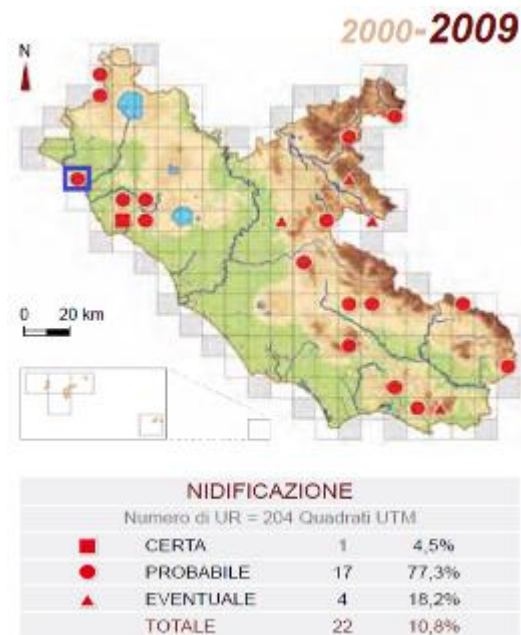 2000-2009
N
0 20 km
NIDIFICAZIONE
Numero di UR = 204 Quadrati UTM
CERTA 1 4,5%
PROBABILE 17 77,3%
EVENTUALE 4 18,2%
TOTALE 22 10,8%